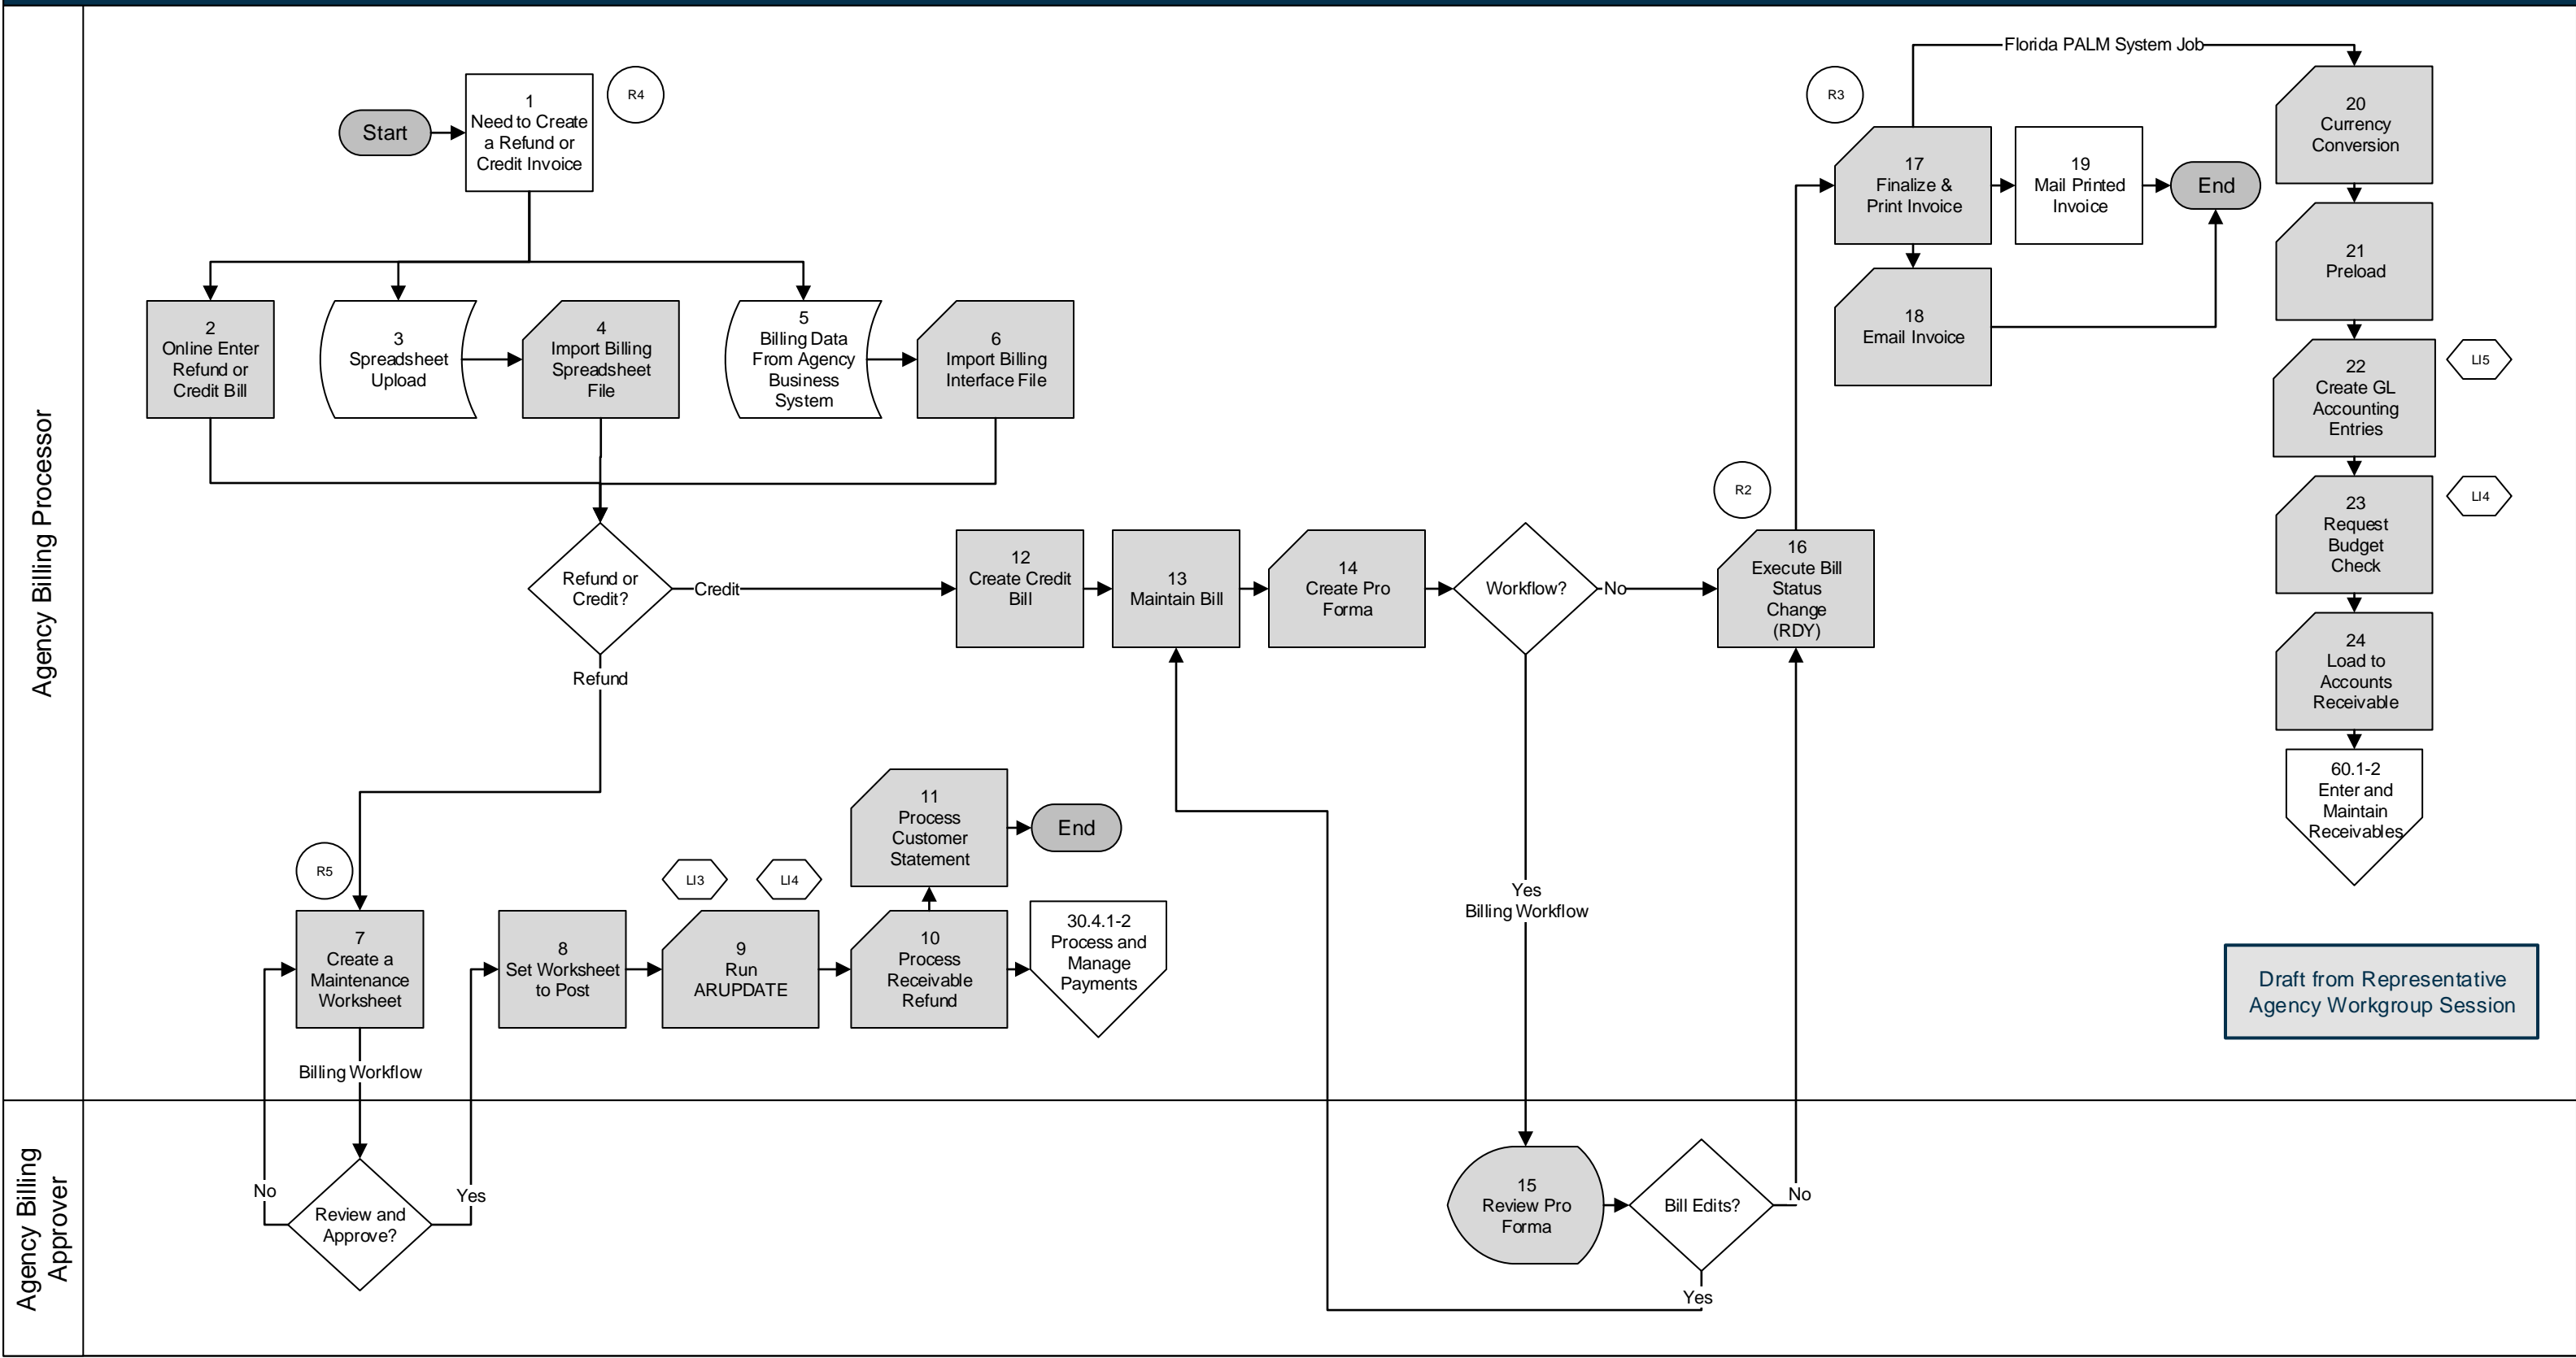 Agency Billing Processor
Start
1
Need to Create
a Refund or
Credit Invoice
R4
2
Online Enter
Refund or
Credit Bill
3
Spreadsheet
Upload
4
Import Billing
Spreadsheet
File
5
Billing Data
From Agency
Business
System
6
Import Billing
Interface File
Refund or
Credit?
Credit
Refund
12
Create Credit
Bill
13
Maintain Bill
14
Create Pro
Forma
Workflow?
No
Yes
Billing Workflow
R2
16
Execute Bill
Status
Change
(RDY)
R3
17
Finalize &
Print Invoice
18
Email Invoice
19
Mail Printed
Invoice
End
Florida PALM System Job
20
Currency
Conversion
21
Preload
22
Create GL
Accounting
Entries
LI5
23
Request
Budget
Check
LI4
24
Load to
Accounts
Receivable
60.1-2
Enter and
Maintain
Receivables
R5
7
Create a
Maintenance
Worksheet
Billing Workflow
8
Set Worksheet
to Post
LI3
LI4
9
Run
ARUPDATE
10
Process
Receivable
Refund
11
Process
Customer
Statement
End
30.4.1-2
Process and
Manage
Payments
Draft from Representative
Agency Workgroup Session
Agency Billing
Approver
No
Review and
Approve?
Yes
15
Review Pro
Forma
Bill Edits?
No
Yes